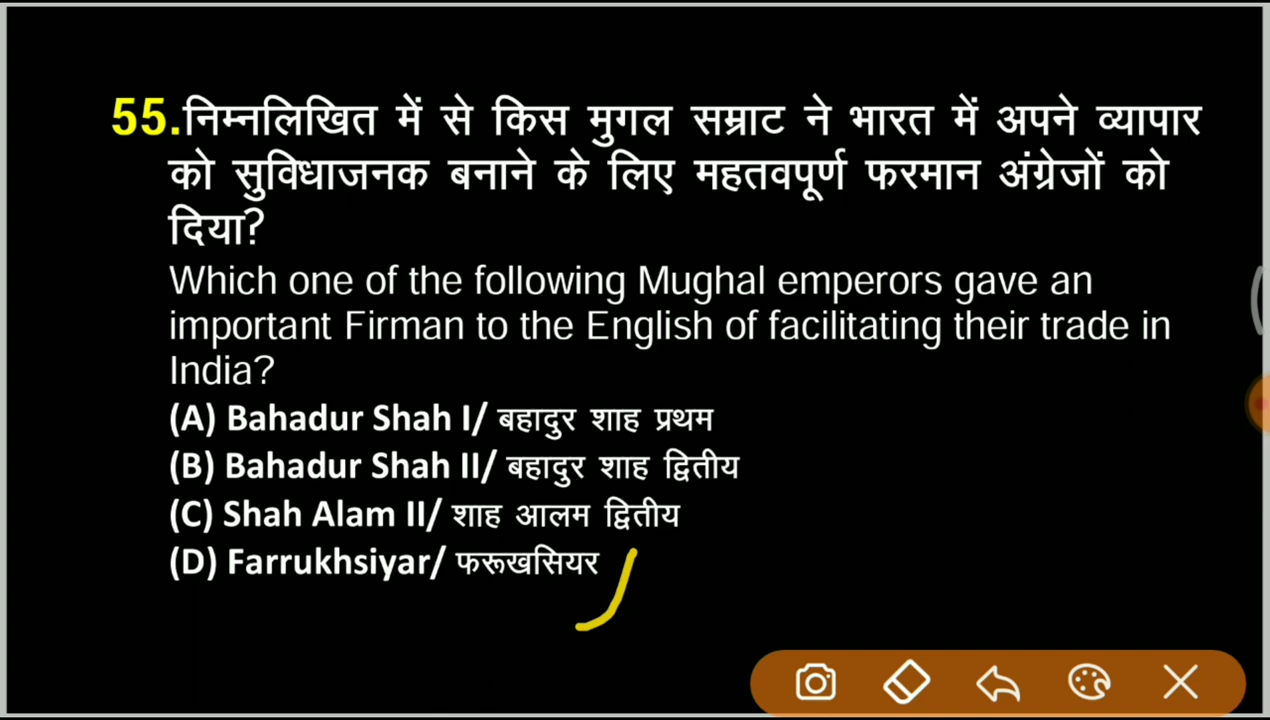 55.निम्नलिखित में से किस मुगल सम्राट ने भारत में अपने व्यापार
को सुविधाजनक बनाने के लिए महतवपूर्ण फरमान अंग्रेजों को
दिया?
Which one of the following Mughal emperors gave an
important Firman to the English of facilitating their trade in
India?
(A) Bahadur Shah I/ बहादुर शाह प्रथम
(B) Bahadur Shah II/ बहादुर शाह द्वितीय
(C) Shah Alam II/ शाह आलम द्वितीय
(D) Farrukhsiyar/ फरूखसियर